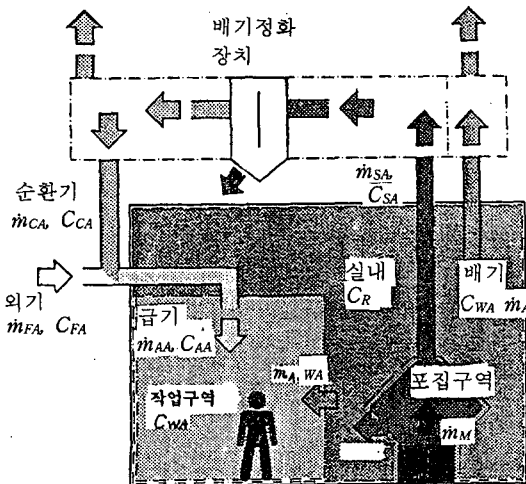 배기정화
장치
순환기
ṁCA, CCA
ṁSA,
CSA
외기
ṁFA, CFA
급기
ṁAA, CAA
실내
CR
배기
CWA ṁA
작업구역
CWA
mA, WA
포집구역
ṁM